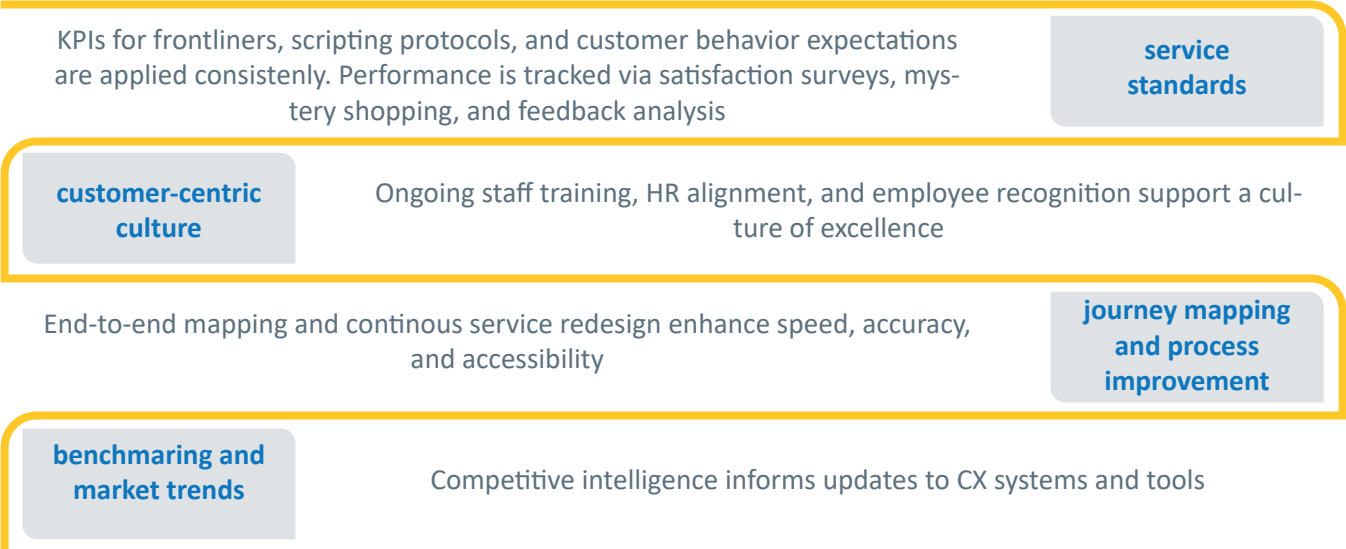 KPIs for frontliners, scripting protocols, and customer behavior expectations
are applied consistenly. Performance is tracked via satisfaction surveys, mys-
tery shopping, and feedback analysis
service
standards
customer-centric
culture
Ongoing staff training, HR alignment, and employee recognition support a cul-
ture of excellence
End-to-end mapping and continous service redesign enhance speed, accuracy,
and accessibility
journey mapping
and process
improvement
benchmaring and
market trends
Competitive intelligence informs updates to CX systems and tools